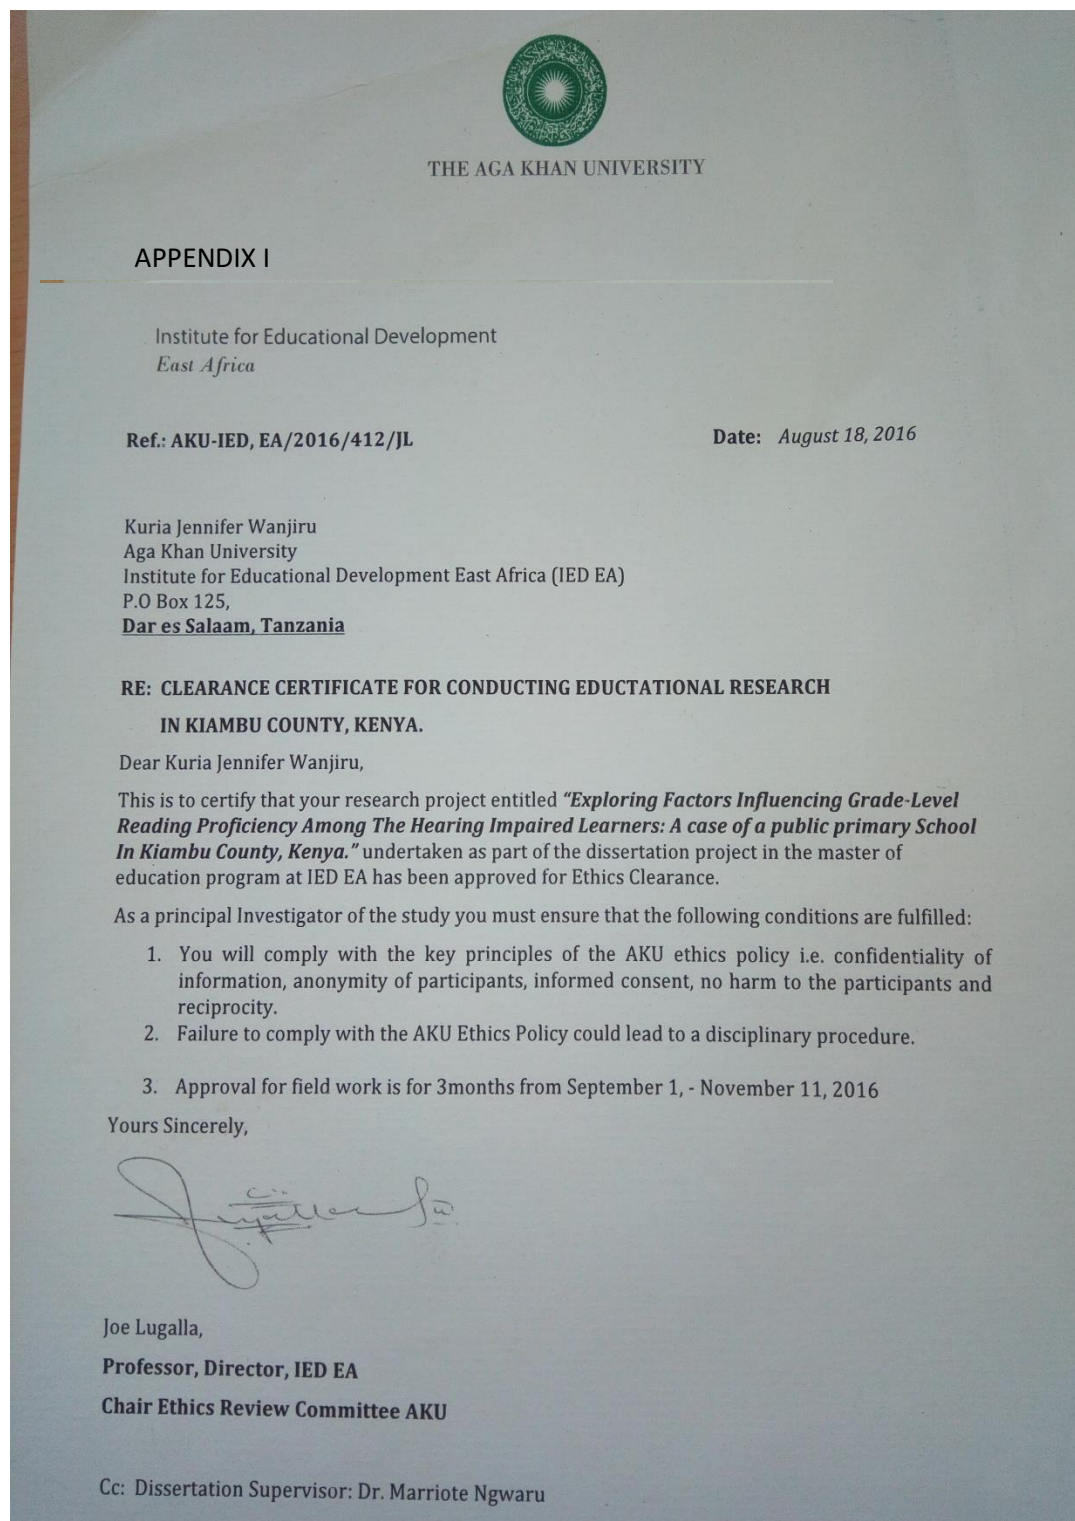 THE AGA KHAN UNIVERSITY
APPENDIX I
Institute for Educational Development
East Africa
Ref.: AKU-IED, EA/2016/412/JL Date: August 18, 2016
Kuria Jennifer Wanjiru
Aga Khan University
Institute for Educational Development East Africa (IED EA)
P.O Box 125,
Dar es Salaam, Tanzania
RE: CLEARANCE CERTIFICATE FOR CONDUCTING EDUCTATIONAL RESEARCH
IN KIAMBU COUNTY, KENYA.
Dear Kuria Jennifer Wanjiru,
This is to certify that your research project entitled “Exploring Factors Influencing Grade-Level
Reading Proficiency Among The Hearing Impaired Learners: A case of a public primary School
In Kiambu County, Kenya.” undertaken as part of the dissertation project in the master of
education program at IED EA has been approved for Ethics Clearance.
As a principal Investigator of the study you must ensure that the following conditions are fulfilled:
1. You will comply with the key principles of the AKU ethics policy i.e. confidentiality of
information, anonymity of participants, informed consent, no harm to the participants and
reciprocity.
2. Failure to comply with the AKU Ethics Policy could lead to a disciplinary procedure.
3. Approval for field work is for 3months from September 1, - November 11, 2016
Yours Sincerely,
Joe Lugalla,
Professor, Director, IED EA
Chair Ethics Review Committee AKU
Cc: Dissertation Supervisor: Dr. Marriote Ngwaru